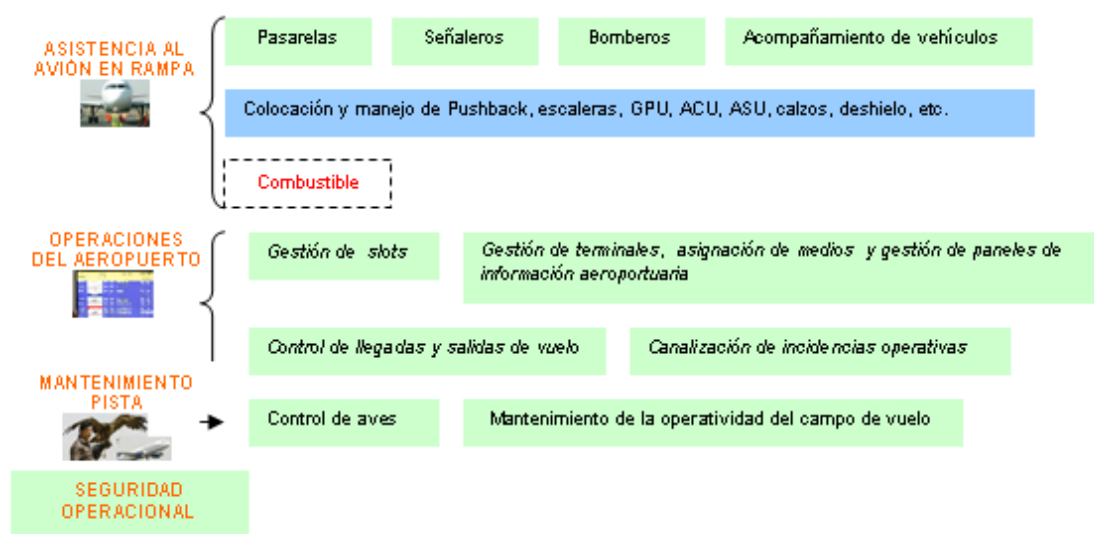 ASISTENCIA AL
AVIÓN EN RAMPA
Pasarelas
Señaleros
Bomberos
Acompañamiento de vehículos
Colocación y manejo de Pushback, escaleras, GPU, ACU, ASU, calzos, deshielo, etc.
Combustible
OPERACIONES
DEL AEROPUERTO
Gestión de slots
Gestión de terminales, asignación de medios y gestión de paneles de
información aeroportuaria
Control de llegadas y salidas de vuelo
Canalización de incidencias operativas
MANTENIMIENTO
PISTA
Control de aves
Mantenimiento de la operatividad del campo de vuelo
SEGURIDAD
OPERACIONAL